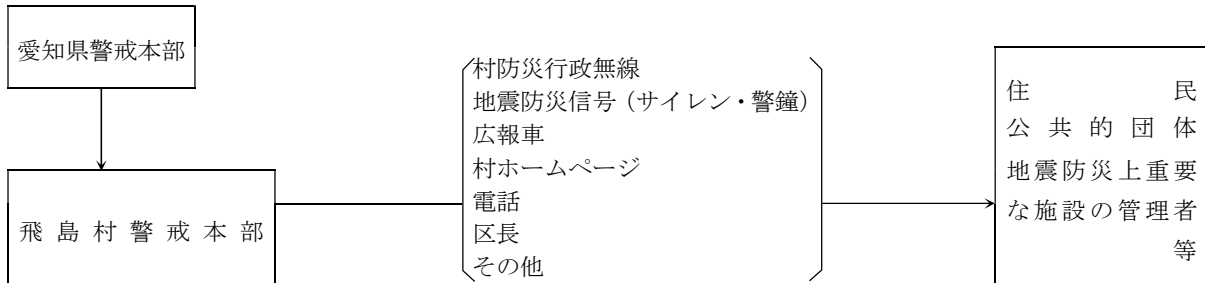 愛知県警戒本部
飛島村警戒本部
村防災行政無線
地震防災信号（サイレン・警鐘）
広報車
村ホームページ
電話
区長
その他
住民
公共的団体
地震防災上重要
な施設の管理者
等